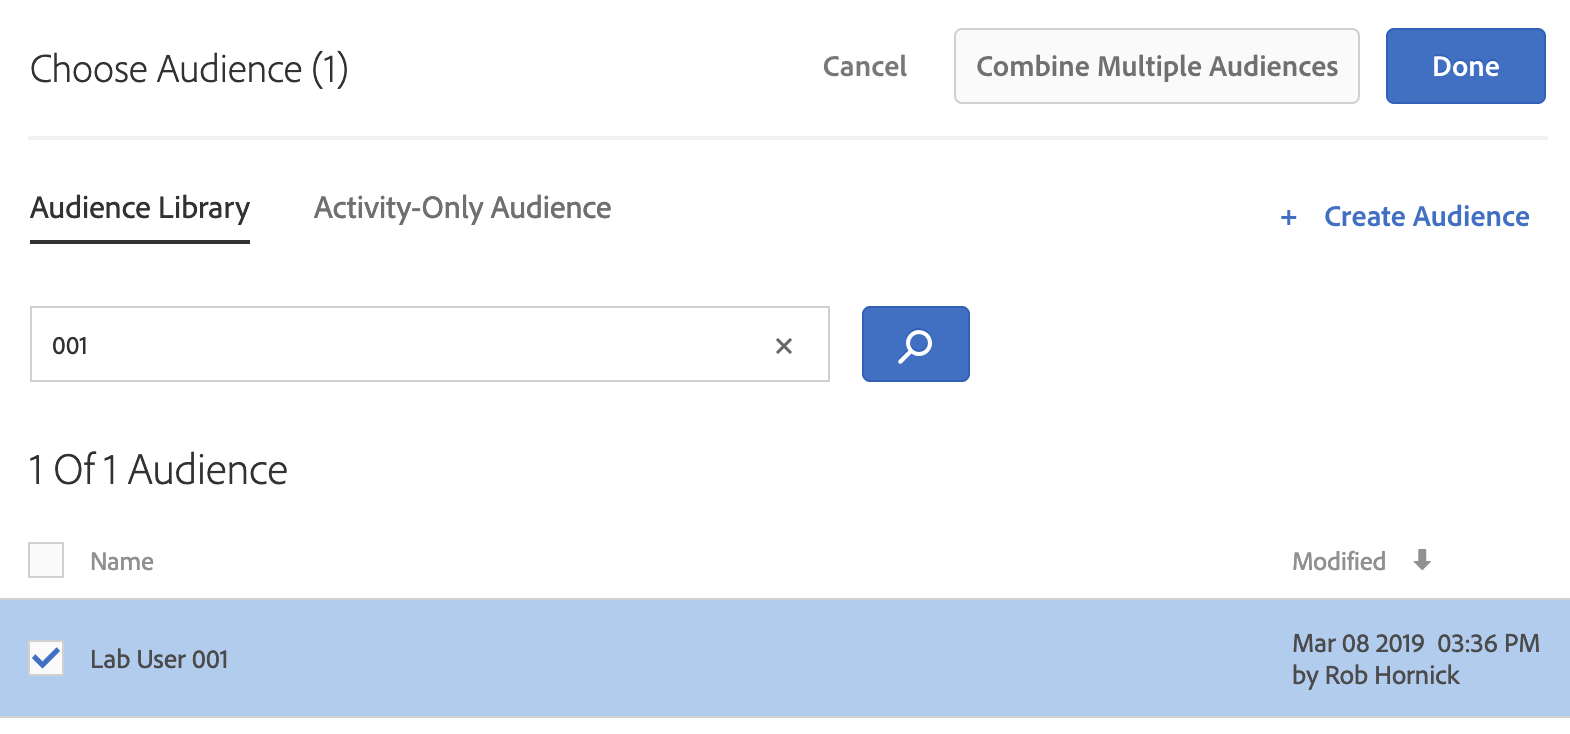 Choose Audience (1)
Cancel
Combine Multiple Audiences
Done
Audience Library
Activity-Only Audience
+ Create Audience
001
1 Of 1 Audience
Name
Modified
Lab User 001
Mar 08 2019 03:36 PM
by Rob Hornick